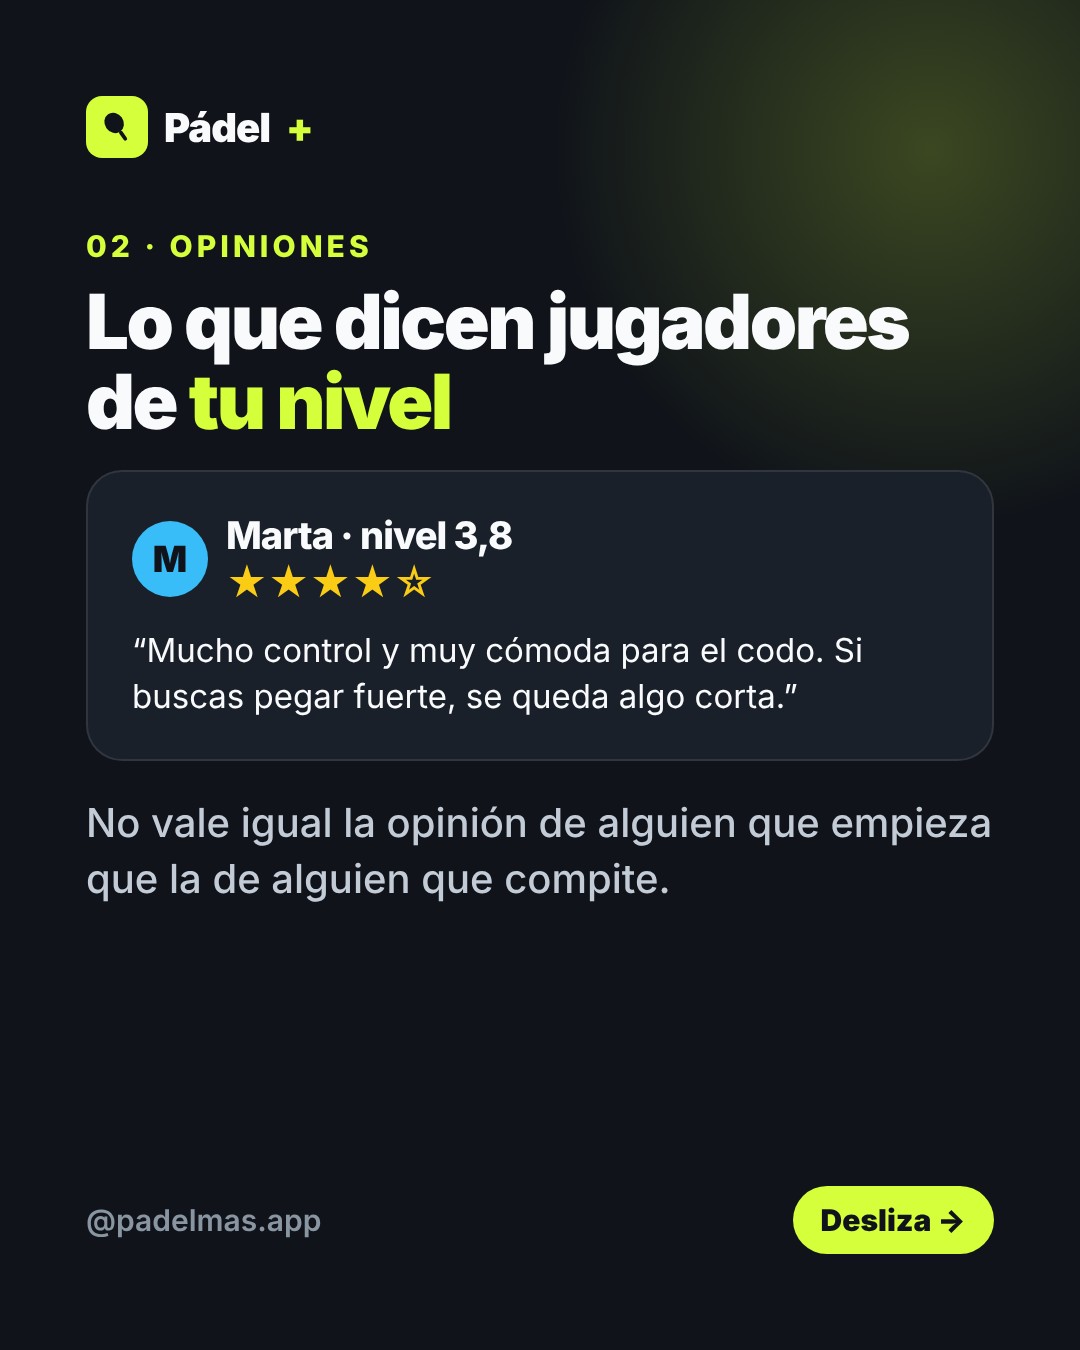 Pádel +
02 · OPINIONES
Lo que dicen jugadores
de tu nivel
M
Marta · nivel 3,8
★★★★☆
“Mucho control y muy cómoda para el codo. Si
buscas pegar fuerte, se queda algo corta.”
No vale igual la opinión de alguien que empieza
que la de alguien que compite.
@padelmas.app
Desliza →